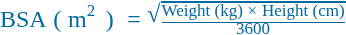 BSA ( m² ) = √ Weight (kg) × Height (cm) / 3600